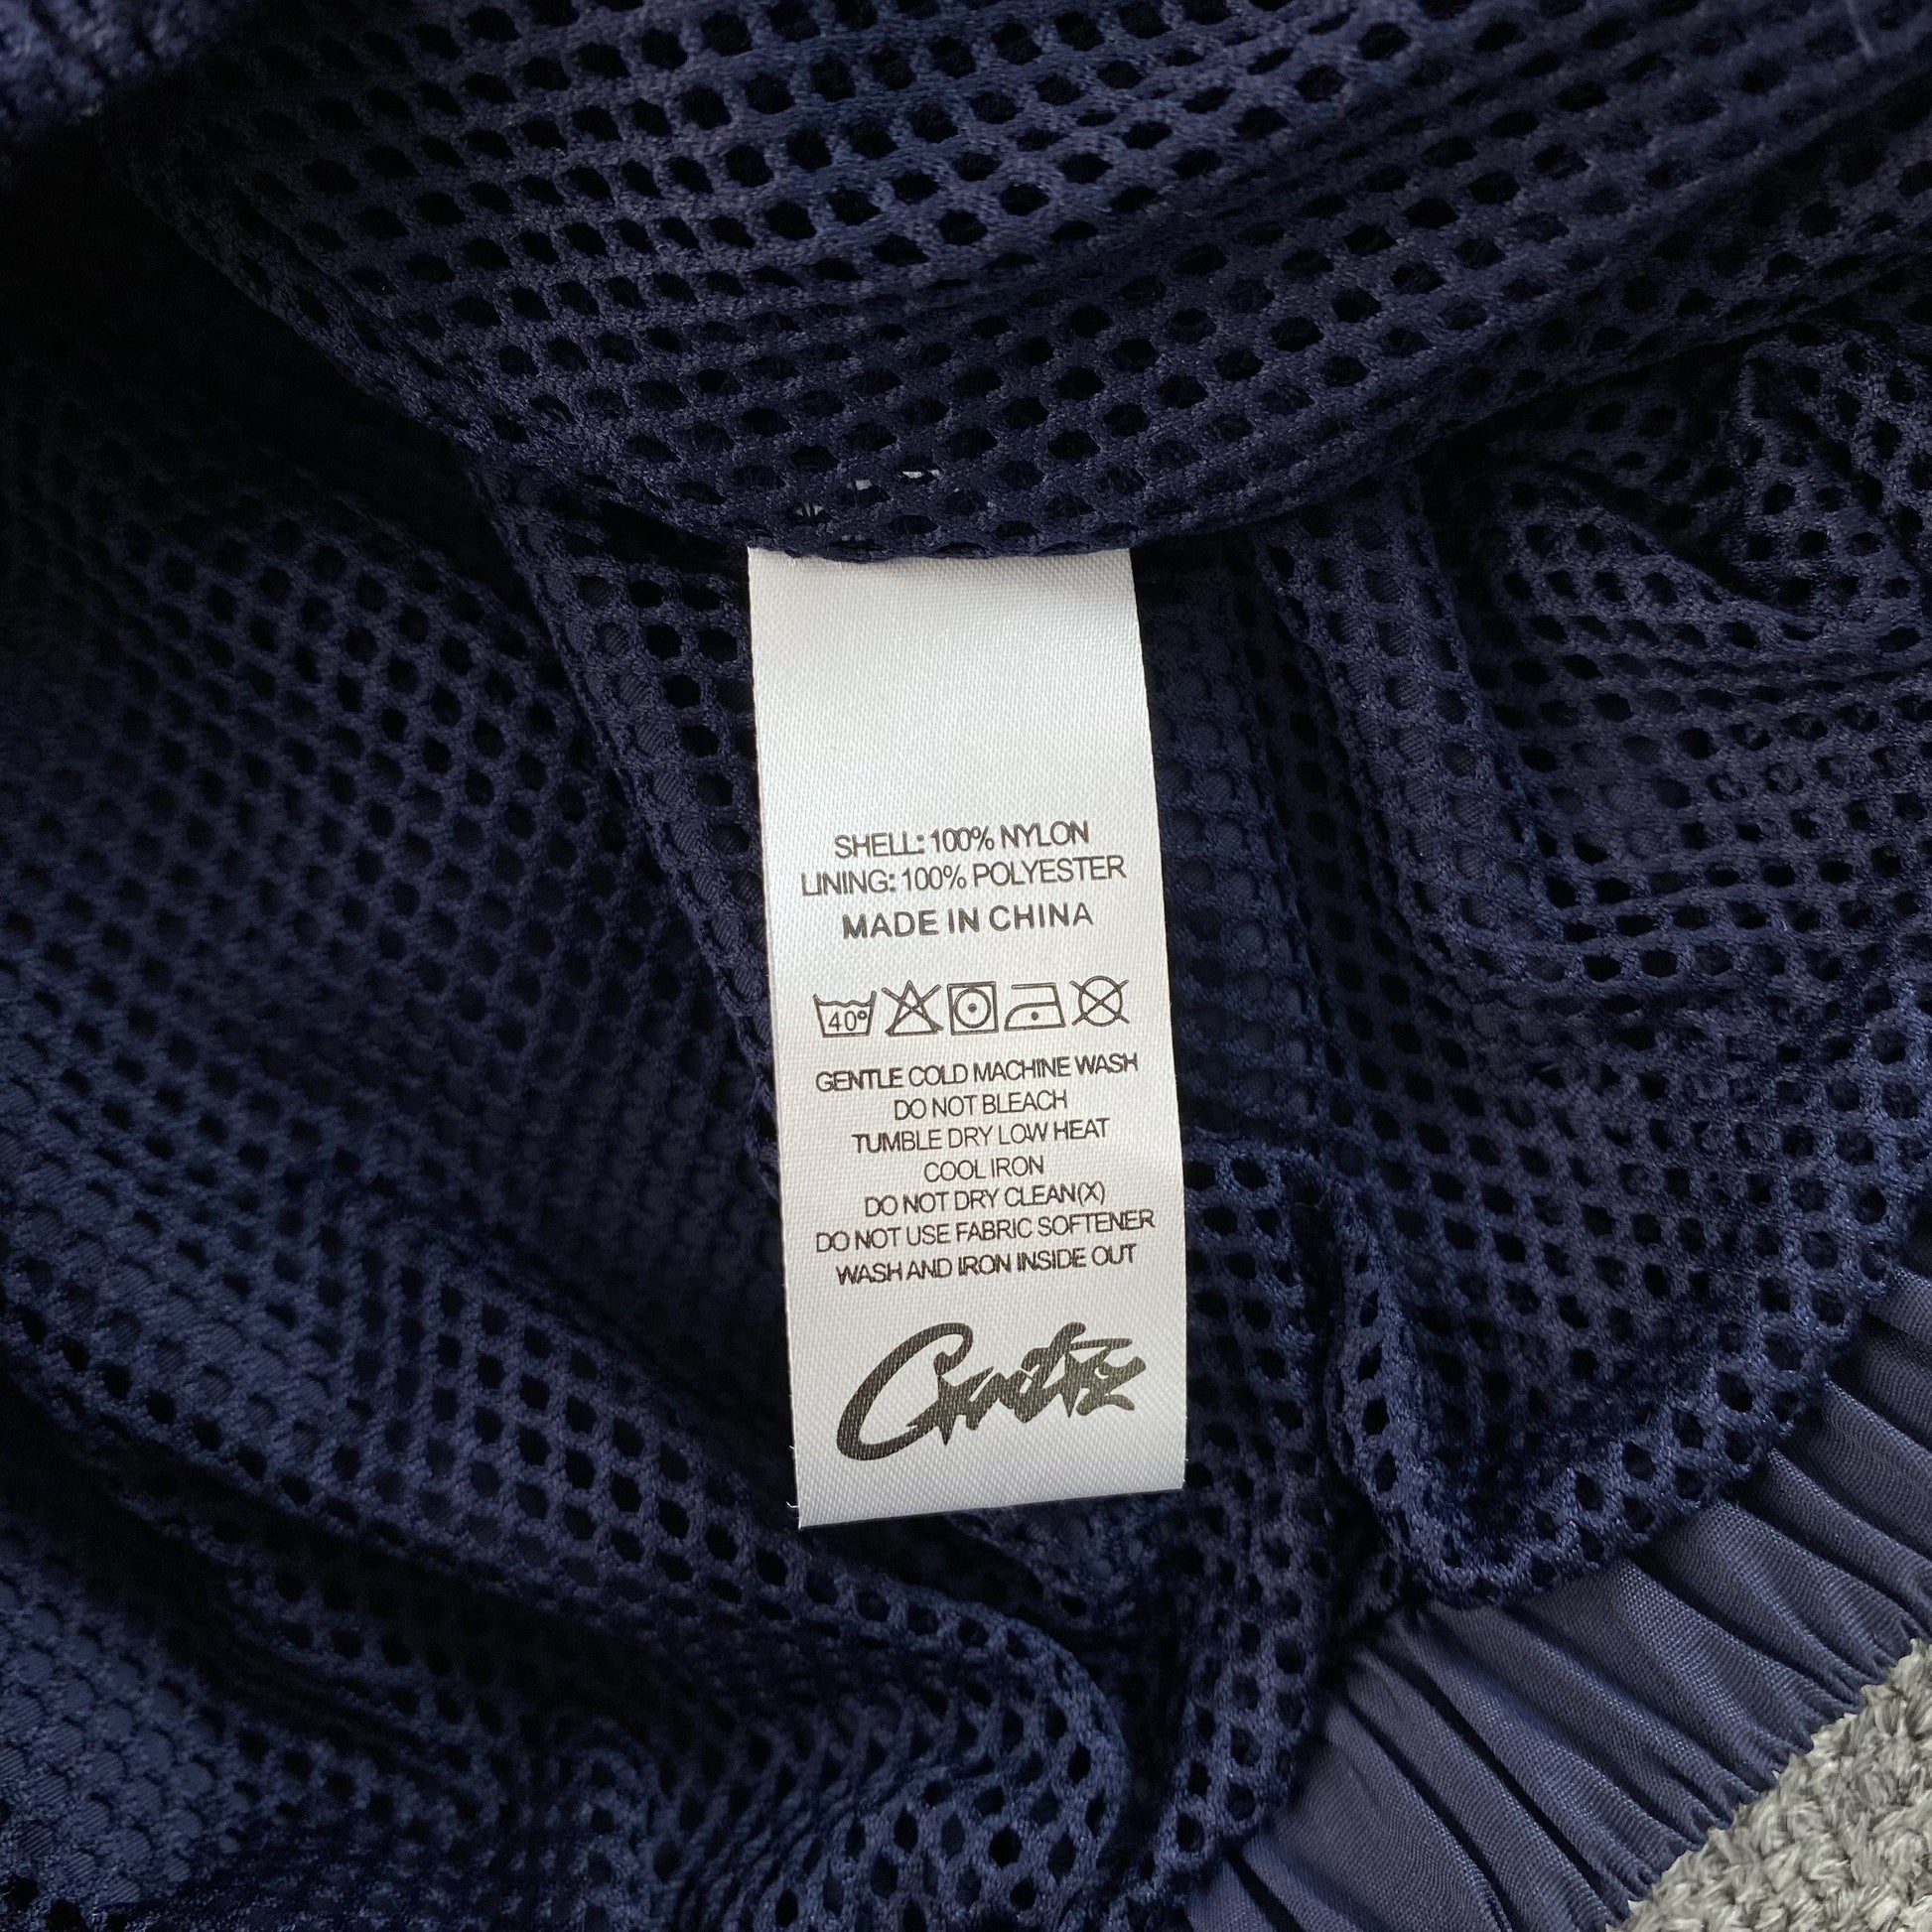 SHELL: 100% NYLON
LINING: 100% POLYESTER
MADE IN CHINA
40°
GENTLE COLD MACHINE WASH
DO NOT BLEACH
TUMBLE DRY LOW HEAT
COOL IRON
DO NOT DRY CLEAN(X)
DO NOT USE FABRIC SOFTENER
WASH AND IRON INSIDE OUT
Crtz